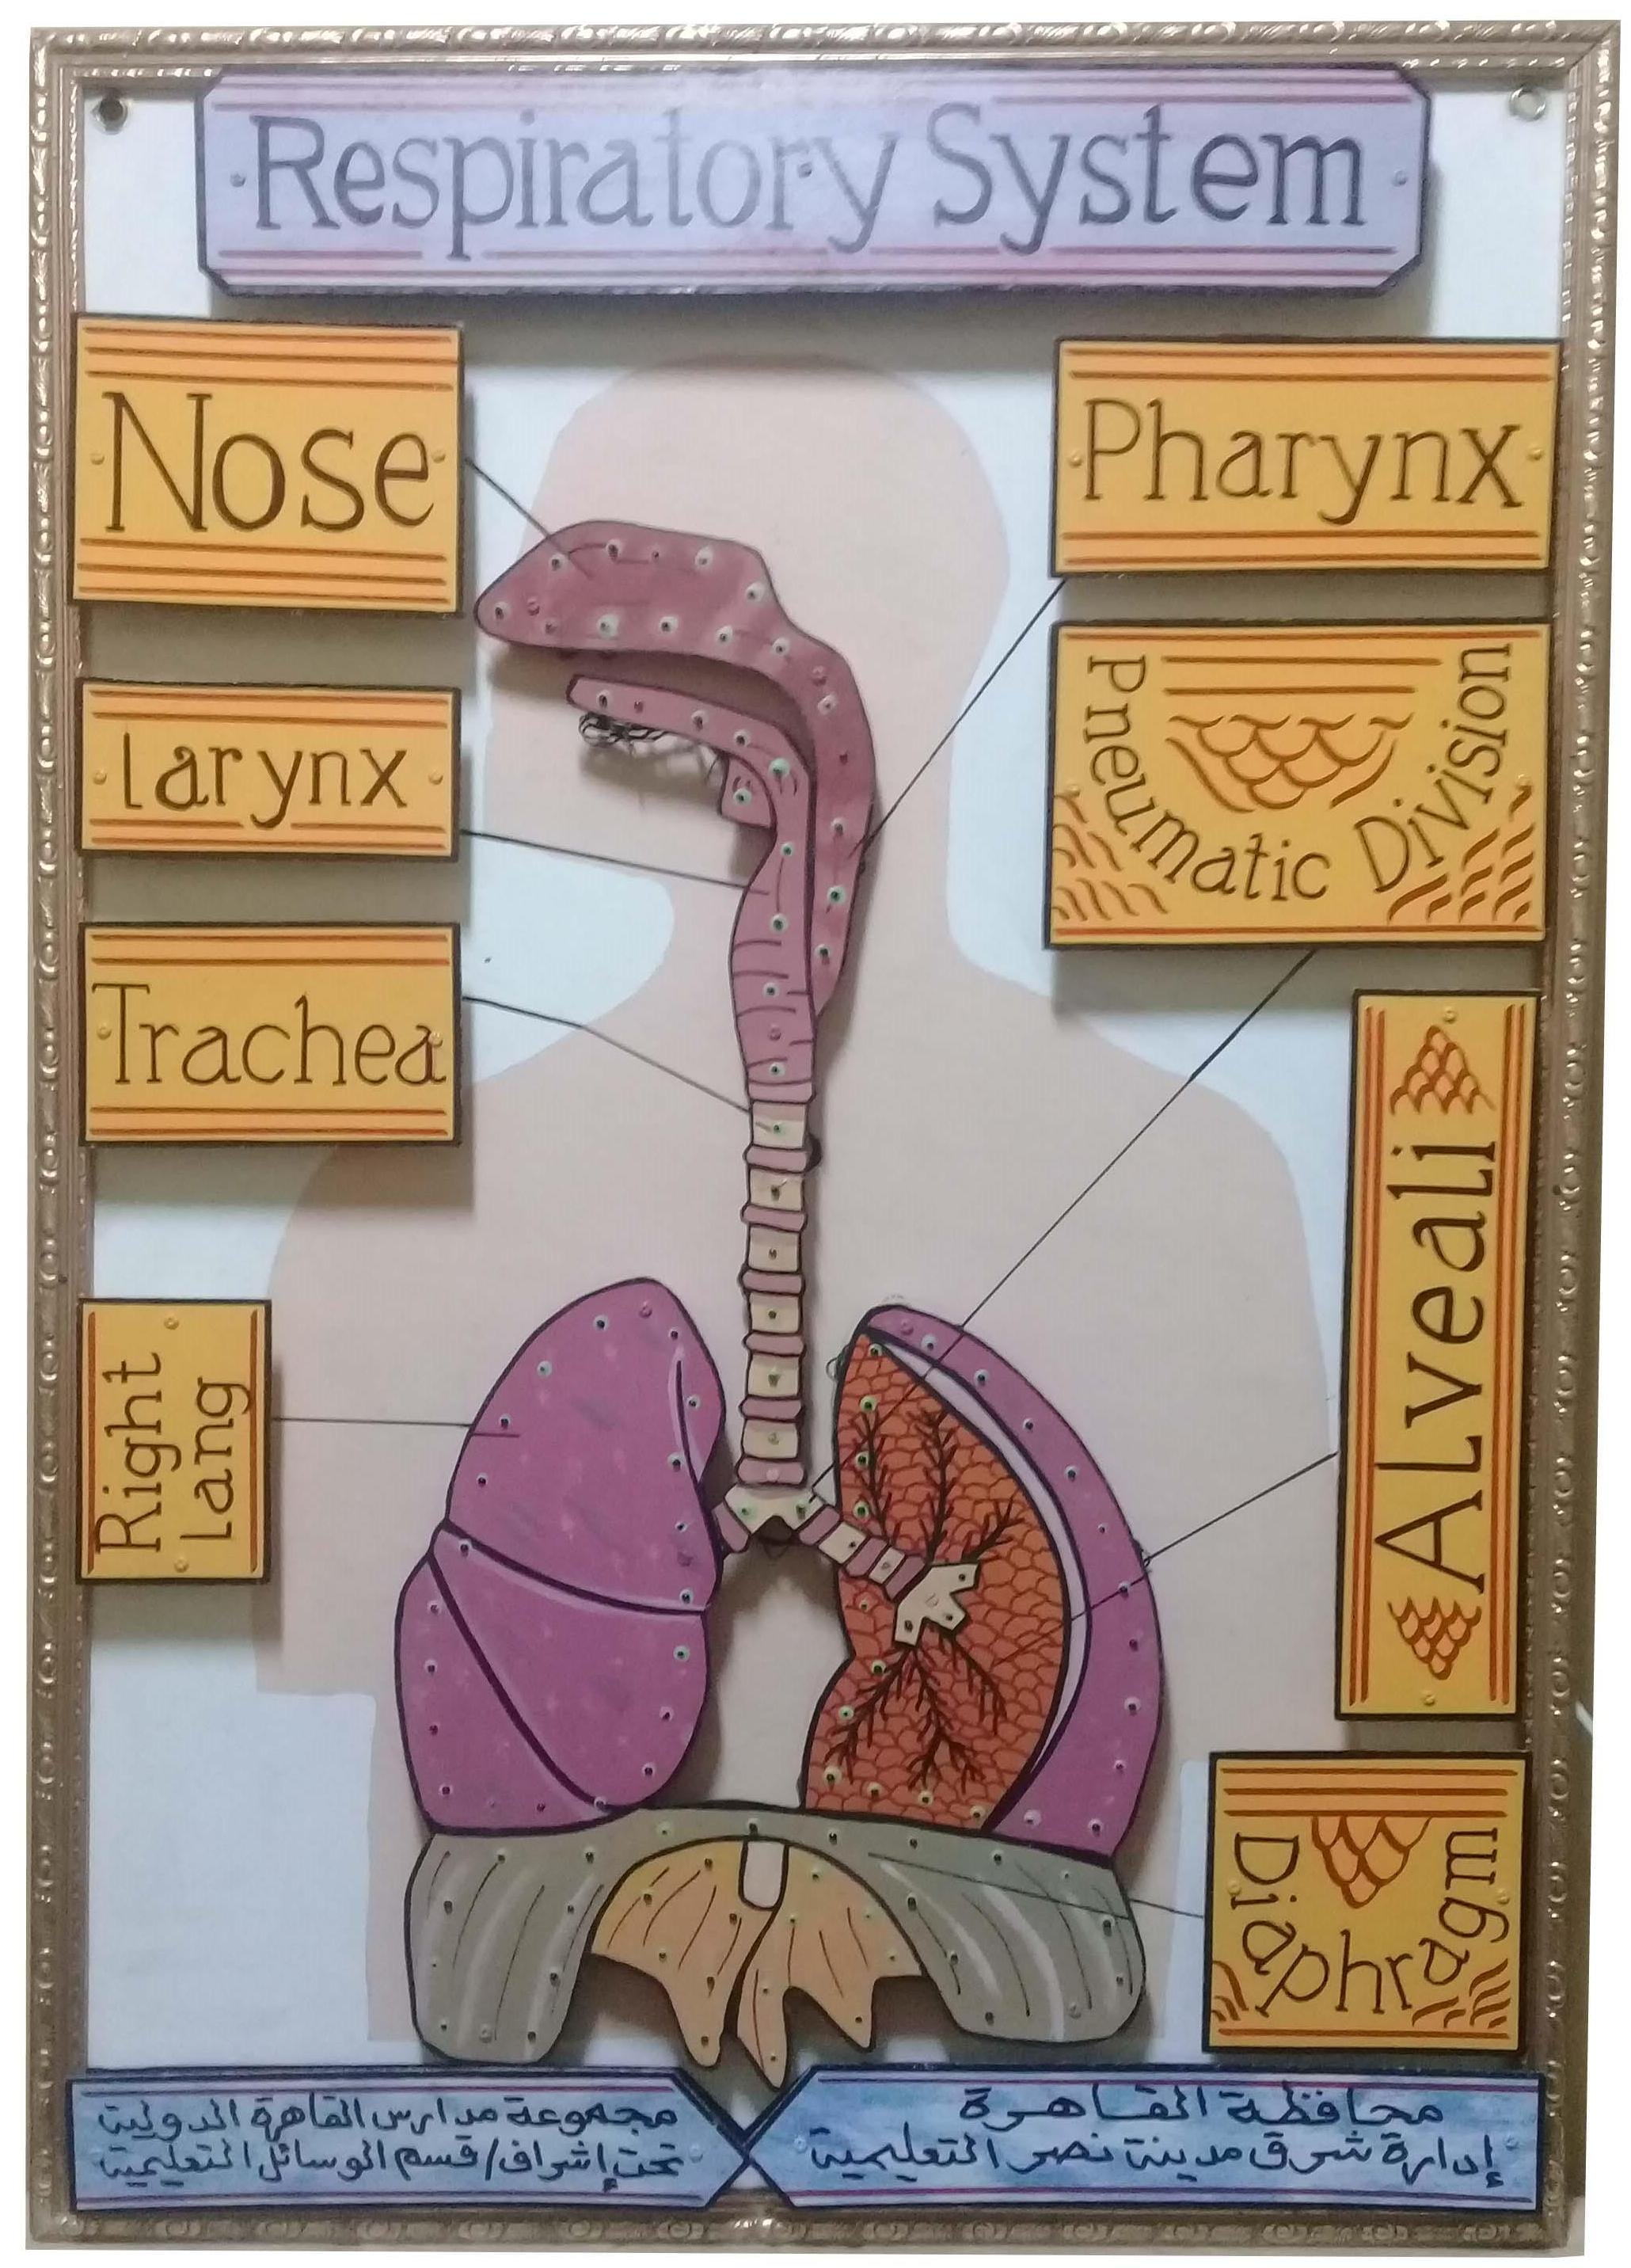 Respiratory System
Nose
Pharynx
Larynx
Pneumatic Division
Trachea
Alveali
Right
Lang
Diaphragm
محافظة القاهرة
إدارة شرق مدينة نصر التعليمية
مجموعة مدارس القاهرة الدولية
تحت إشراف/ قسم الوسائل التعليمية